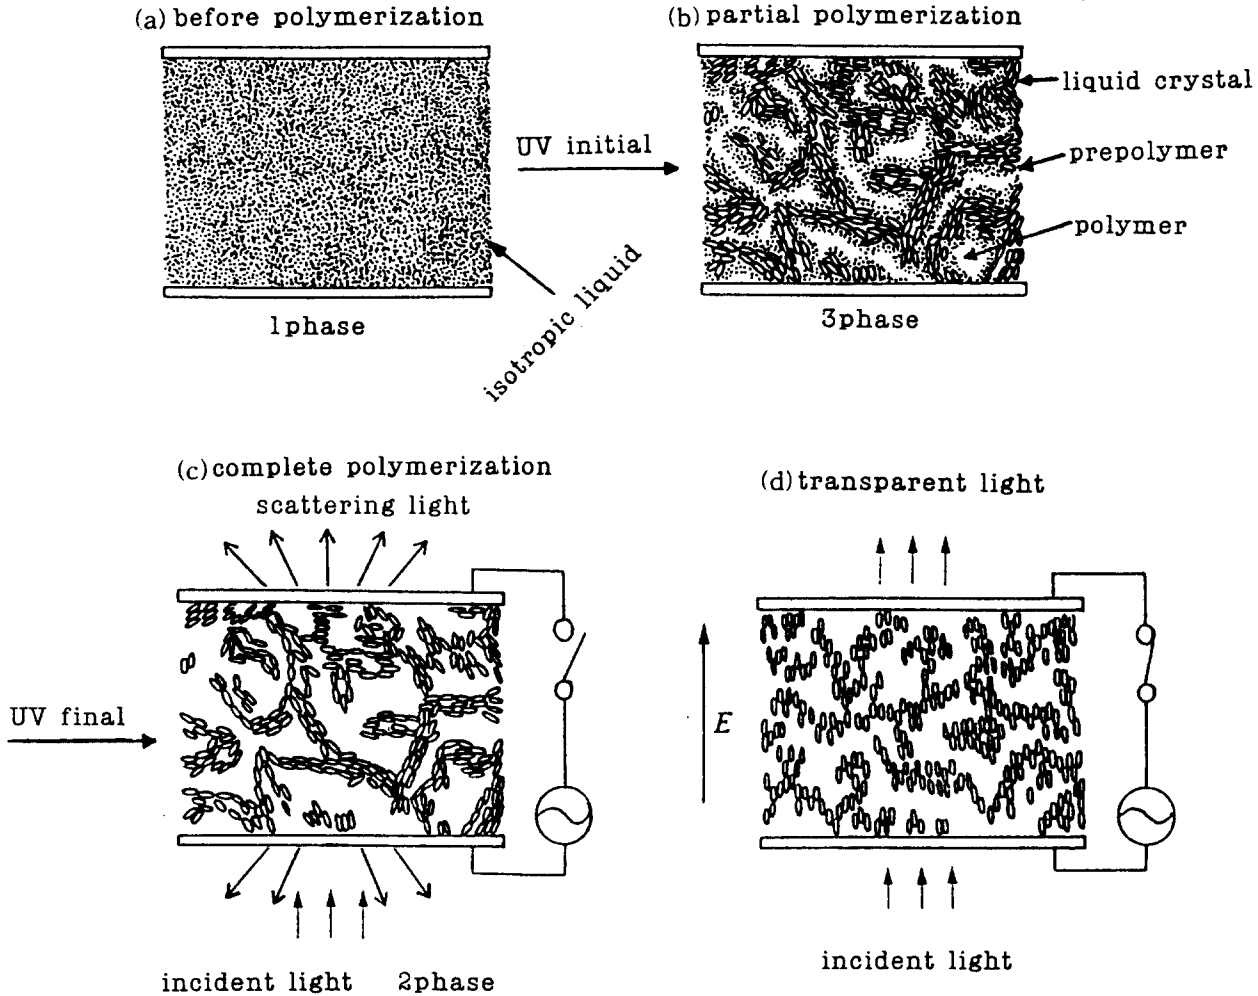 (a) before polymerization
(b) partial polymerization
liquid crystal
UV initial
prepolymer
polymer
isotropic liquid
1phase
3phase
(c) complete polymerization
scattering light
(d) transparent light
UV final
E
incident light 2phase
incident light